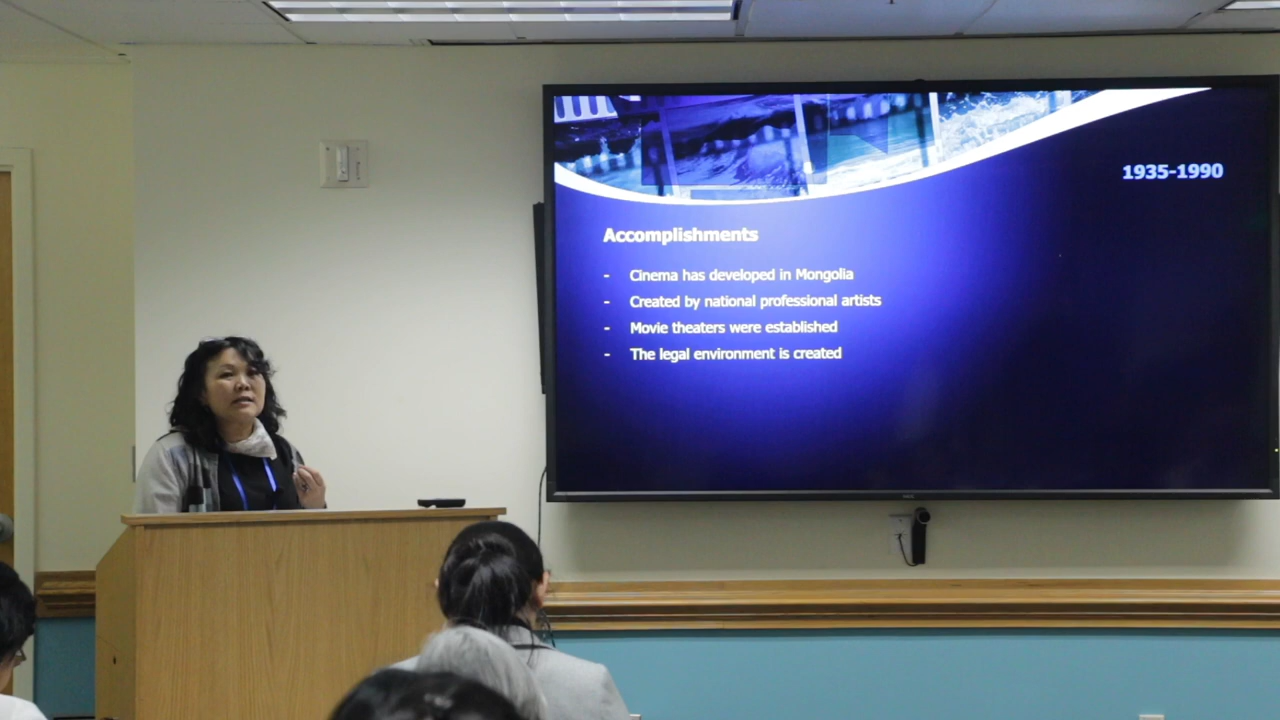 1935-1990
Accomplishments
- Cinema has developed in Mongolia
- Created by national professional artists
- Movie theaters were established
- The legal environment is created